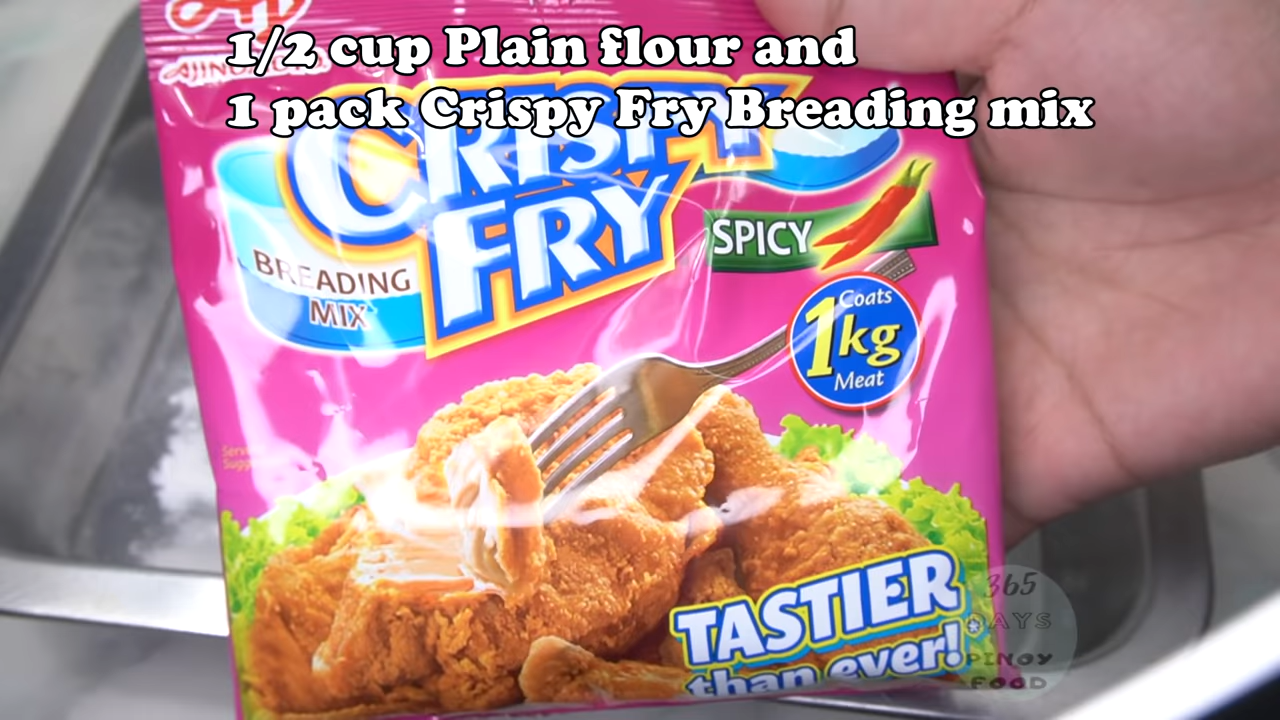 1/2 cup Plain flour and
AJINOMOTO
1 pack Crispy Fry Breading mix
CRISPY
FRY
SPICY
BREADING
MIX
Coats
1kg
Meat
TASTIER
than ever!*
365
DAYS
PINOY
FOOD